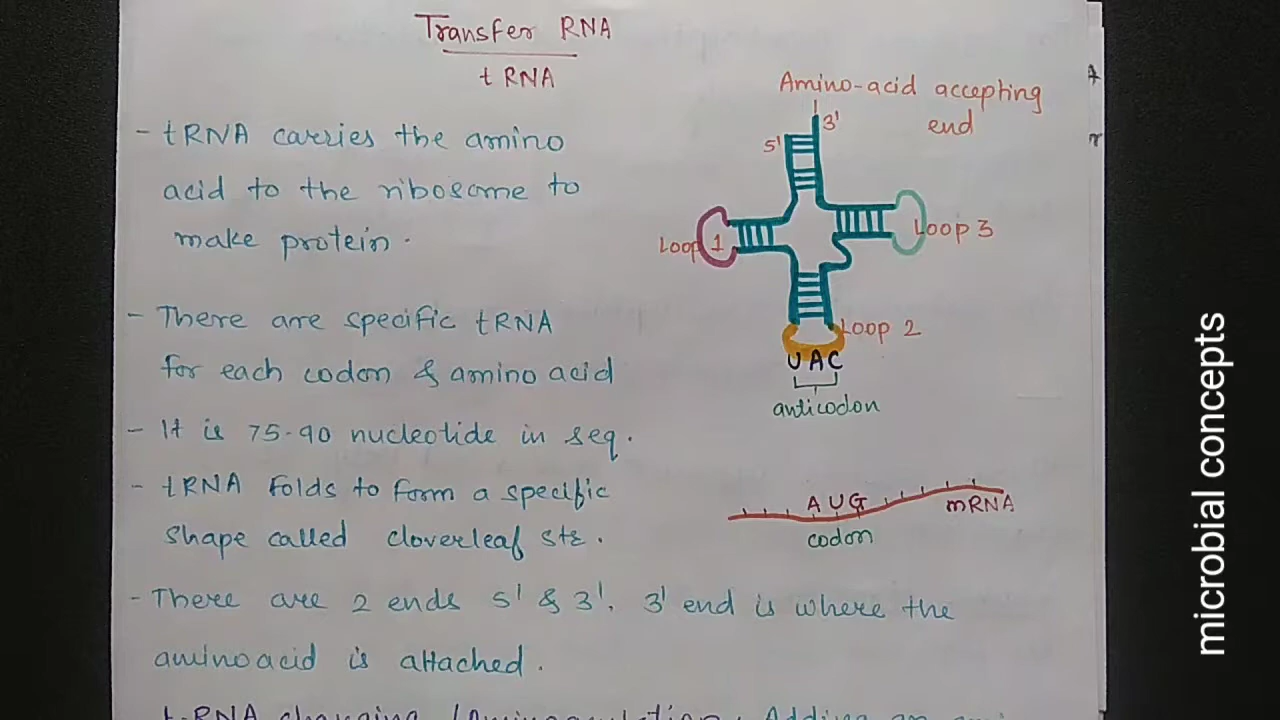 Transfer RNA
tRNA
- tRNA carries the amino
acid to the ribosome to
make protein.
- There are specific tRNA
for each codon & amino acid
- It is 75-90 nucleotide in seq.
- tRNA folds to form a specific
shape called cloverleaf str.
- There are 2 ends 5' & 3'. 3' end is where the
aminoacid is attached.
Amino-acid accepting
end
3'
5'
Loop 1
Loop 3
Loop 2
UAC
anticodon
AUG
mRNA
codon
microbial concepts